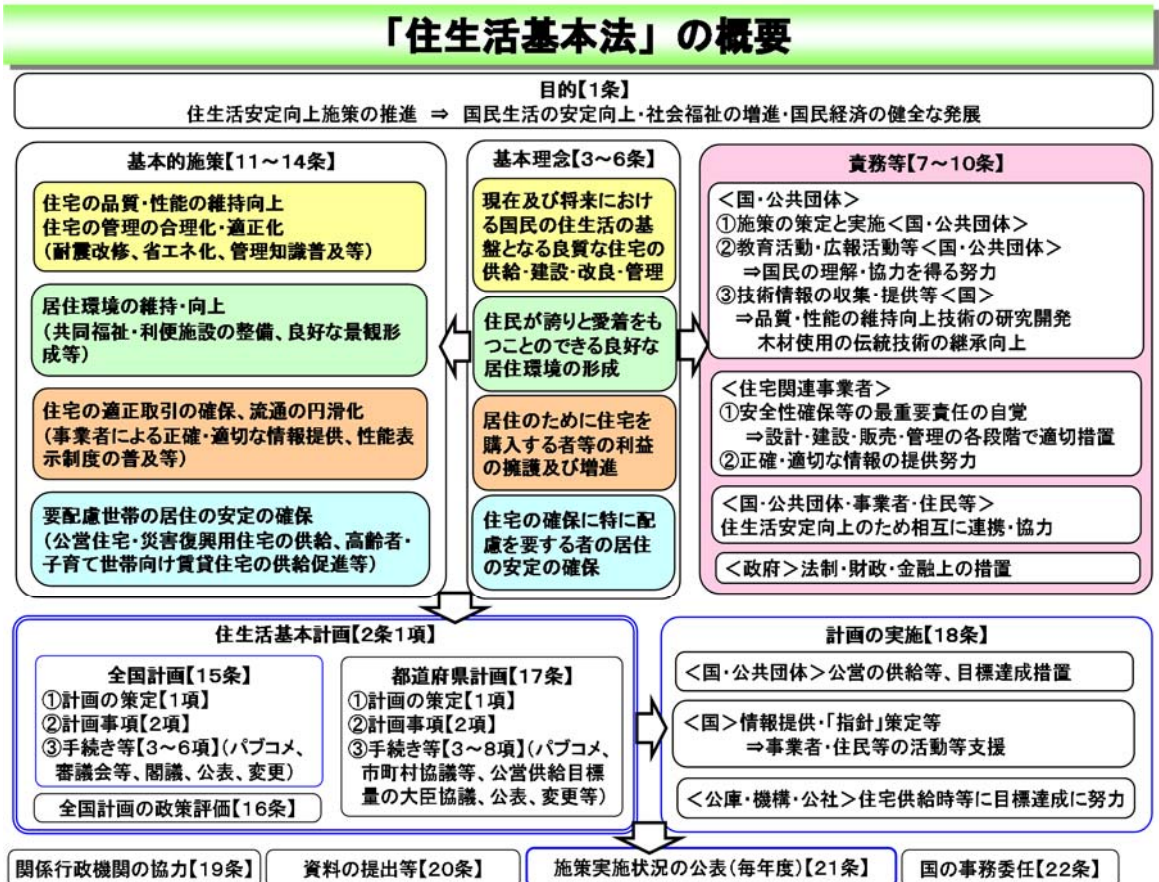 「住生活基本法」の概要
目的【1条】
住生活安定向上施策の推進 ⇒ 国民生活の安定向上・社会福祉の増進・国民経済の健全な発展
基本的施策【11～14条】
住宅の品質・性能の維持向上
住宅の管理の合理化・適正化
(耐震改修、省エネ化、管理知識普及等)
居住環境の維持・向上
(共同福祉・利便施設の整備、良好な景観形
成等)
住宅の適正取引の確保、流通の円滑化
(事業者による正確・適切な情報提供、性能表
示制度の普及等)
要配慮世帯の居住の安定の確保
(公営住宅・災害復興用住宅の供給、高齢者・
子育て世帯向け賃貸住宅の供給促進等)
基本理念【3～6条】
現在及び将来におけ
る国民の住生活の基
盤となる良質な住宅の
供給・建設・改良・管理
住民が誇りと愛着をも
つことのできる良好な
居住環境の形成
居住のために住宅を
購入する者等の利益
の擁護及び増進
住宅の確保に特に配
慮を要する者の居住
の安定の確保
責務等【7～10条】
＜国・公共団体＞
①施策の策定と実施＜国・公共団体＞
②教育活動・広報活動等＜国・公共団体＞
⇒国民の理解・協力を得る努力
③技術情報の収集・提供等＜国＞
⇒品質・性能の維持向上技術の研究開発
木材使用の伝統技術の継承向上
＜住宅関連事業者＞
①安全性確保等の最重要責任の自覚
⇒設計・建設・販売・管理の各段階で適切措置
②正確・適切な情報の提供努力
＜国・公共団体・事業者・住民等＞
住生活安定向上のため相互に連携・協力
＜政府＞法制・財政・金融上の措置
住生活基本計画【2条1項】
全国計画【15条】
①計画の策定【1項】
②計画事項【2項】
③手続き等【3～6項】(パブコメ、
審議会等、閣議、公表、変更)
全国計画の政策評価【16条】
都道府県計画【17条】
①計画の策定【1項】
②計画事項【2項】
③手続き等【3～8項】(パブコメ、
市町村協議等、公営供給目標
量の大臣協議、公表、変更等)
計画の実施【18条】
＜国・公共団体＞公営の供給等、目標達成措置
＜国＞情報提供・「指針」策定等
⇒事業者・住民等の活動等支援
＜公庫・機構・公社＞住宅供給時等に目標達成に努力
関係行政機関の協力【19条】
資料の提出等【20条】
施策実施状況の公表(毎年度)【21条】
国の事務委任【22条】